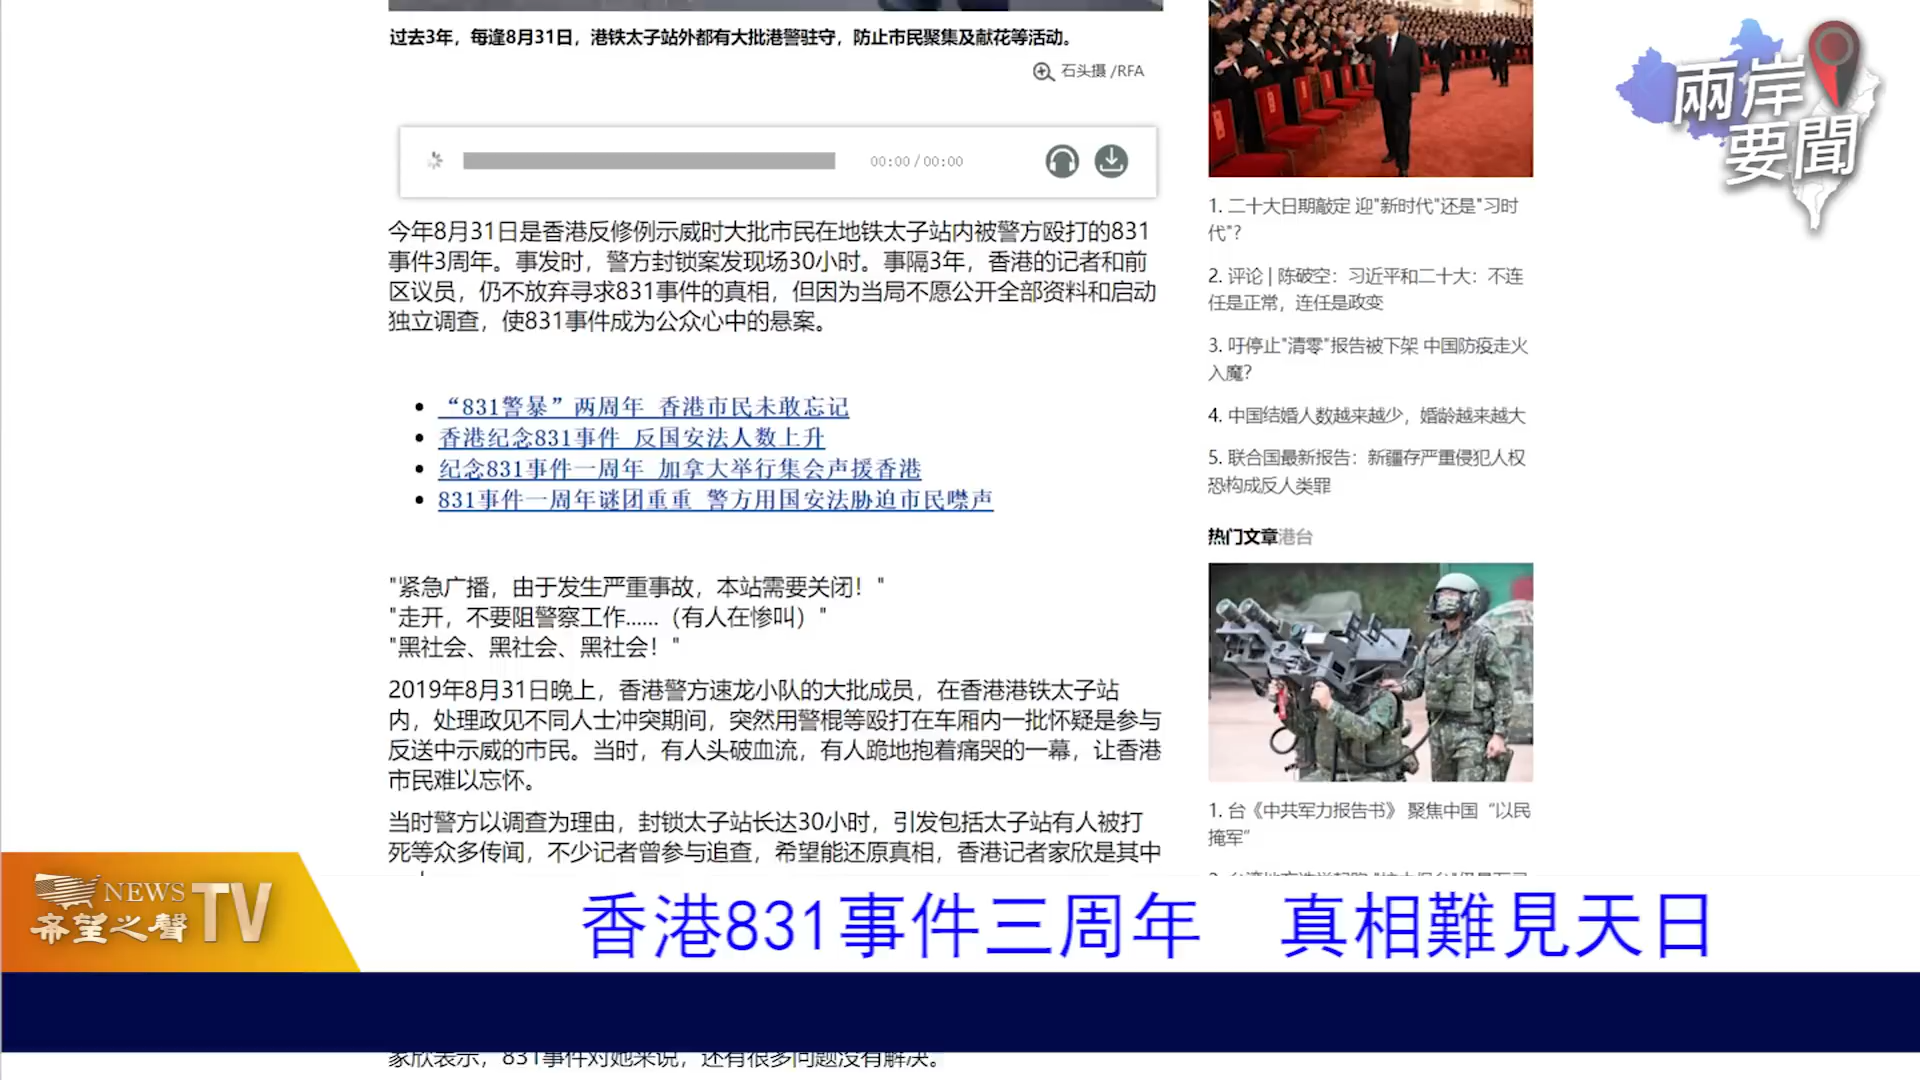 过去3年，每逢8月31日，港铁太子站外都有大批港警驻守，防止市民聚集及献花等活动。
石头摄 /RFA
00:00 / 00:00
今年8月31日是香港反修例示威时大批市民在地铁太子站内被警方殴打的831
事件3周年。事发时，警方封锁案发现场30小时。事隔3年，香港的记者和前
区议员，仍不放弃寻求831事件的真相，但因为当局不愿公开全部资料和启动
独立调查，使831事件成为公众心中的悬案。
“831警暴”两周年 香港市民未敢忘记
香港纪念831事件 反国安法人数上升
纪念831事件一周年 加拿大举行集会声援香港
831事件一周年谜团重重 警方用国安法胁迫市民噤声
"紧急广播，由于发生严重事故，本站需要关闭！"
"走开，不要阻警察工作......（有人在惨叫）"
"黑社会、黑社会、黑社会！"
2019年8月31日晚上，香港警方速龙小队的大批成员，在香港港铁太子站
内，处理政见不同人士冲突期间，突然用警棍等殴打在车厢内一批怀疑是参与
反送中示威的市民。当时，有人头破血流，有人跪地抱着痛哭的一幕，让香港
市民难以忘怀。
当时警方以调查为理由，封锁太子站长达30小时，引发包括太子站有人被打
死等众多传闻，不少记者曾参与追查，希望能还原真相，香港记者家欣是其中
家欣表示，831事件对她来说，还有很多问题没有解决。
1. 二十大日期敲定 迎"新时代"还是"习时
代"？
2. 评论 | 陈破空：习近平和二十大：不连
任是正常，连任是政变
3. 吁停止"清零"报告被下架 中国防疫走火
入魔？
4. 中国结婚人数越来越少，婚龄越来越大
5. 联合国最新报告：新疆存严重侵犯人权
恐构成反人类罪
热门文章港台
1. 台《中共军力报告书》 聚焦中国“以民
掩军”
兩岸
要聞
NEWS
希望之聲TV
香港831事件三周年 真相難見天日